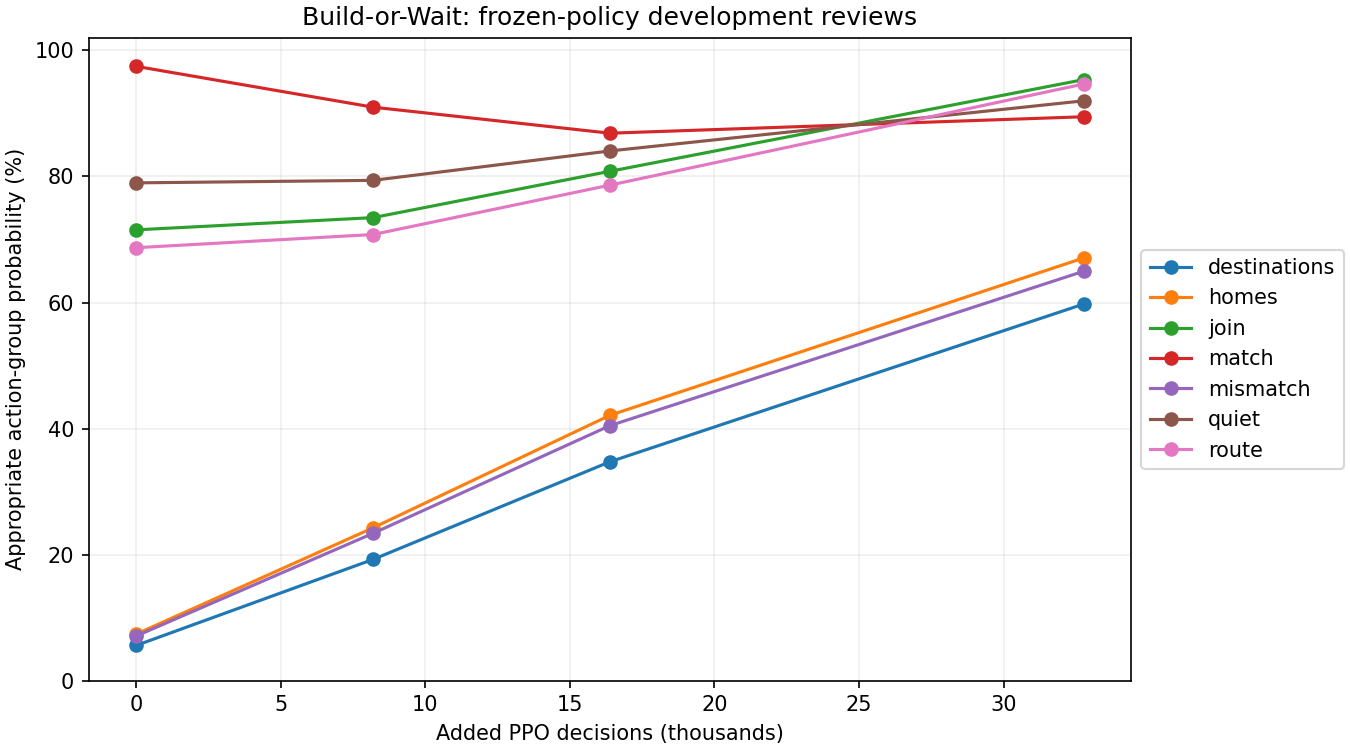 Build-or-Wait: frozen-policy development reviews
Appropriate action-group probability (%)
100
80
60
40
20
0
0 5 10 15 20 25 30
Added PPO decisions (thousands)
destinations
homes
join
match
mismatch
quiet
route